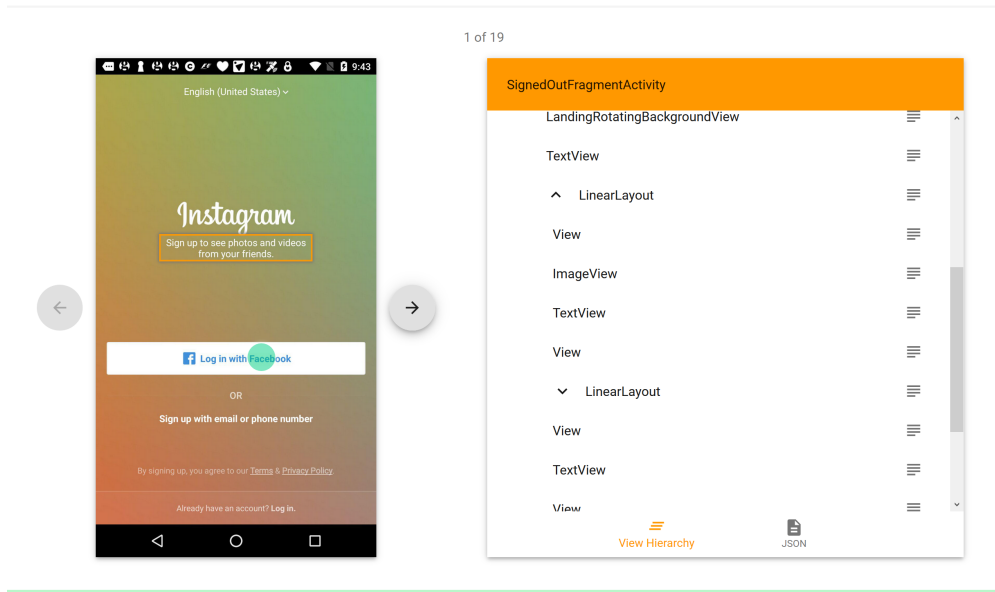 1 of 19
9:43
English (United States)
Instagram
Sign up to see photos and videos
from your friends.
Log in with Facebook
OR
Sign up with email or phone number
By signing up, you agree to our Terms & Privacy Policy
Already have an account? Log in.
SignedOutFragmentActivity
LandingRotatingBackgroundView
TextView
LinearLayout
View
ImageView
TextView
View
LinearLayout
View
TextView
View
View Hierarchy
JSON